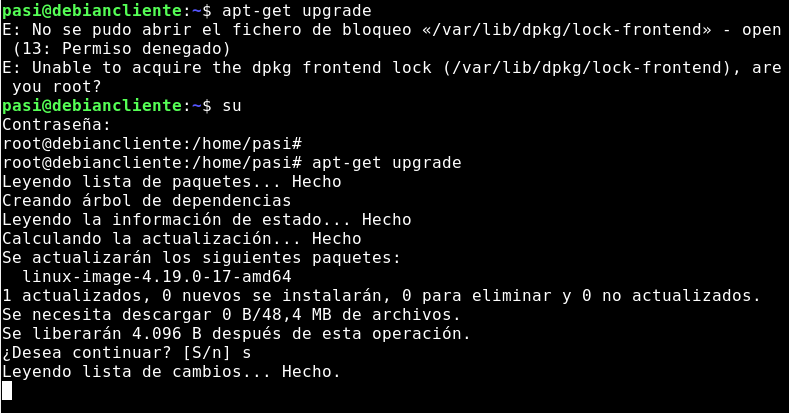 pasi@debiancliente:~$ apt-get upgrade
E: No se pudo abrir el fichero de bloqueo «/var/lib/dpkg/lock-frontend» - open
 (13: Permiso denegado)
E: Unable to acquire the dpkg frontend lock (/var/lib/dpkg/lock-frontend), are
 you root?
pasi@debiancliente:~$ su
Contraseña:
root@debiancliente:/home/pasi#
root@debiancliente:/home/pasi# apt-get upgrade
Leyendo lista de paquetes... Hecho
Creando árbol de dependencias
Leyendo la información de estado... Hecho
Calculando la actualización... Hecho
Se actualizarán los siguientes paquetes:
  linux-image-4.19.0-17-amd64
1 actualizados, 0 nuevos se instalarán, 0 para eliminar y 0 no actualizados.
Se necesita descargar 0 B/48,4 MB de archivos.
Se liberarán 4.096 B después de esta operación.
¿Desea continuar? [S/n] s
Leyendo lista de cambios... Hecho.